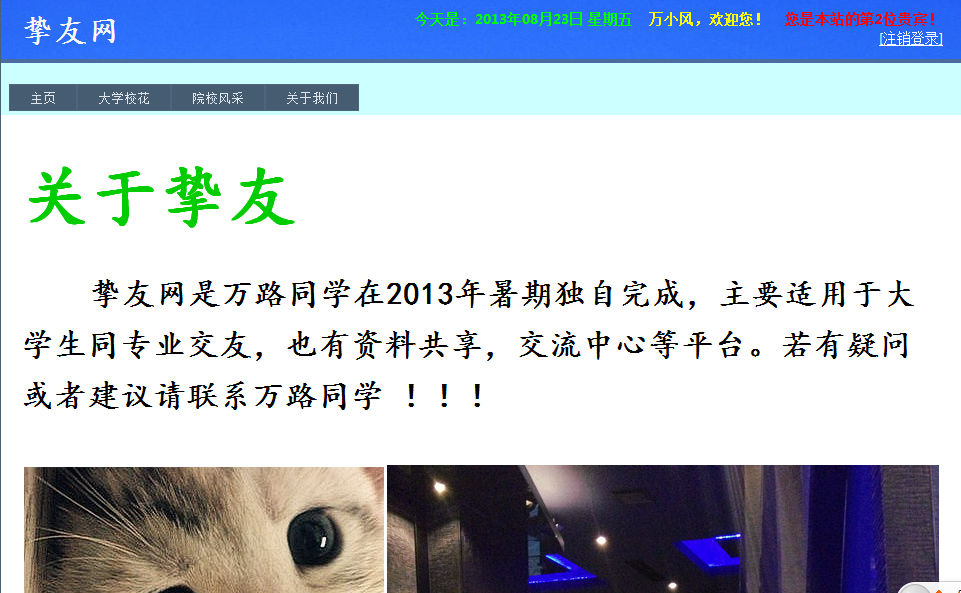 挚友网
今天是：2013年08月23日 星期五 万小风，欢迎您！ 您是本站的第2位贵宾！
[注销登录]
主页 大学校花 院校风采 关于我们
关于挚友
挚友网是万路同学在2013年暑期独自完成，主要适用于大
学生同专业交友，也有资料共享，交流中心等平台。若有疑问
或者建议请联系万路同学 ！！！